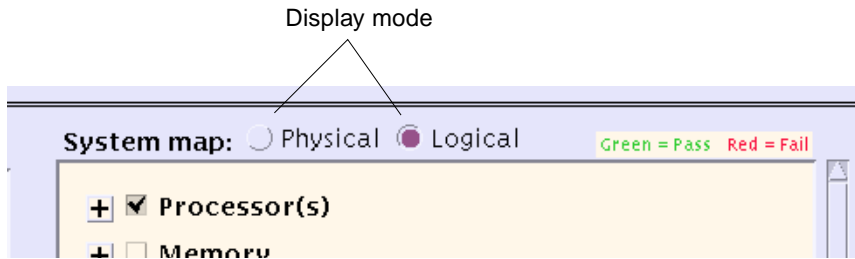 Display mode
System map: Physical Logical Green = Pass Red = Fail
+ Processor(s)
+ Memory